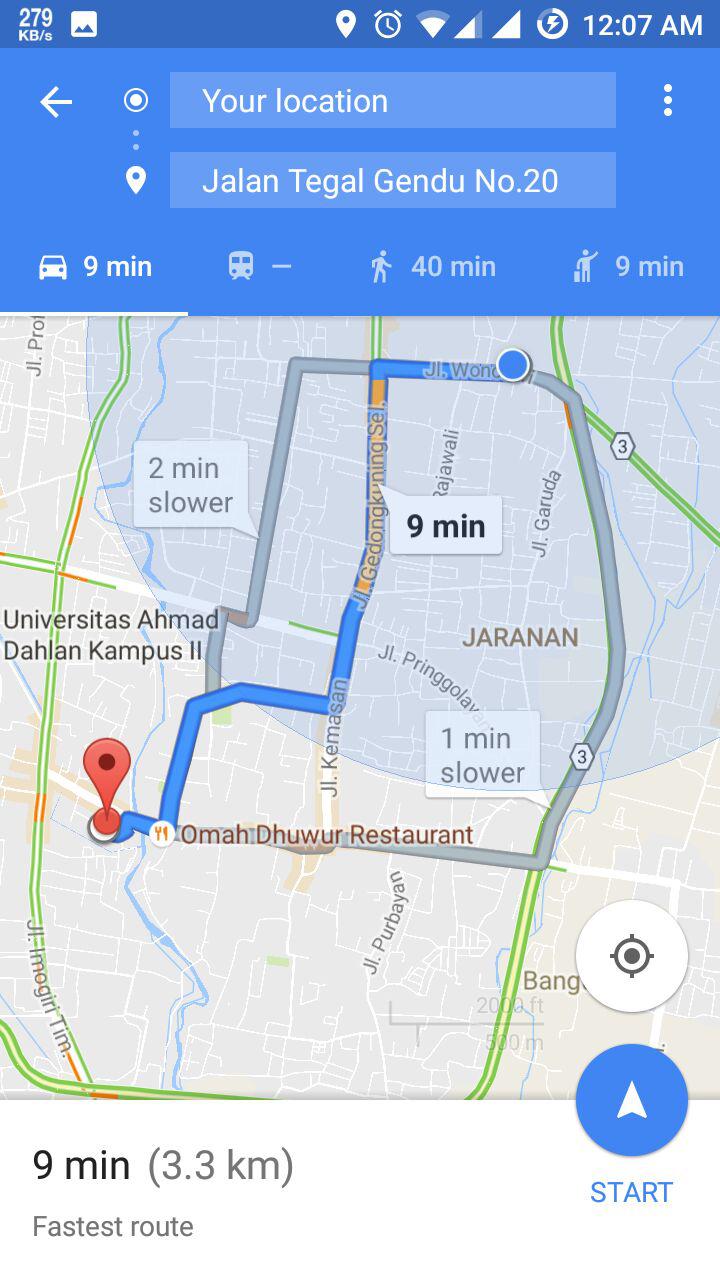 279
KB/s
12:07 AM
Your location
Jalan Tegal Gendu No.20
9 min
—
40 min
9 min
Jl. Prof
Jl. Wono
3
2 min
slower
Jl. Gedongkuning Sel.
Rajawali
Jl. Garuda
9 min
Universitas Ahmad
Dahlan Kampus II
JARANAN
Jl. Pringgolayan
Jl. Kemasan
1 min
slower
3
Omah Dhuwur Restaurant
Jl. Purbayan
Jl. Imogiri Tim.
Bang
2000 ft
500 m
9 min (3.3 km)
START
Fastest route